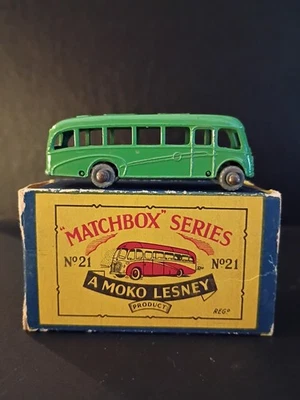 "MATCHBOX" SERIES
No21 No21
A MOKO LESNEY
PRODUCT
REGD